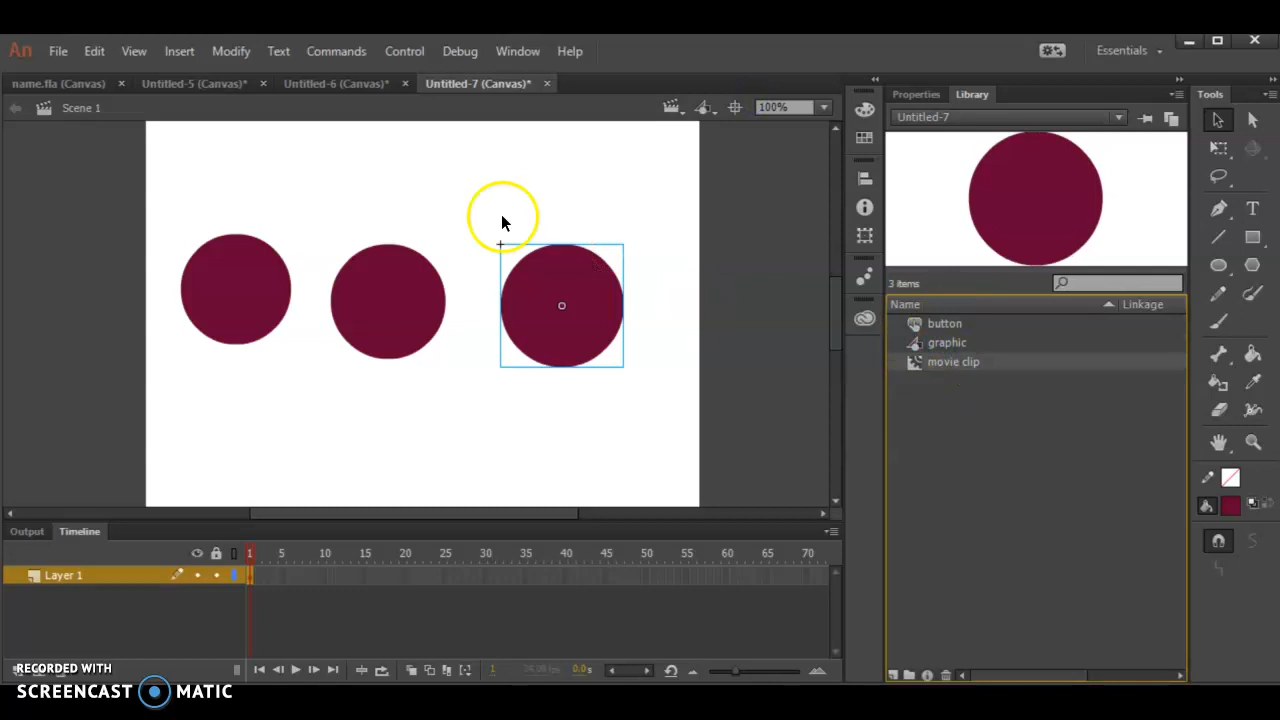 An File Edit View Insert Modify Text Commands Control Debug Window Help Essentials
name.fla (Canvas) × Untitled-5 (Canvas)* × Untitled-6 (Canvas)* × Untitled-7 (Canvas)* ×
Properties Library Tools
Scene 1 100%
Untitled-7
3 items
Name Linkage
button
graphic
movie clip
Output Timeline
1 5 10 15 20 25 30 35 40 45 50 55 60 65 70
Layer 1
1 0.0s
RECORDED WITH
SCREENCAST MATIC